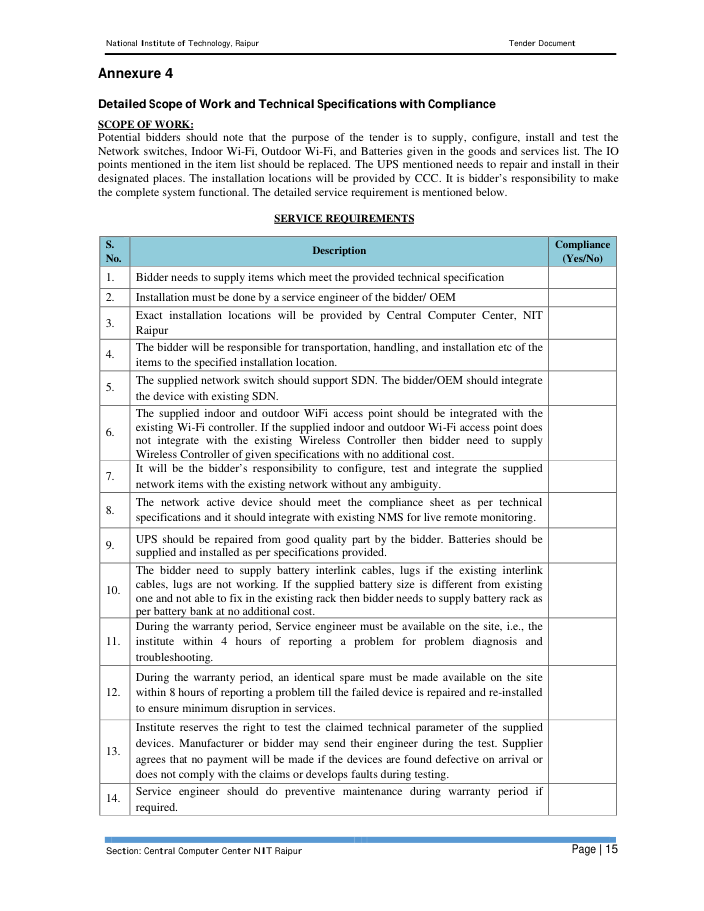 National Institute of Technology, Raipur Tender Document
Annexure 4
Detailed Scope of Work and Technical Specifications with Compliance
SCOPE OF WORK:
Potential bidders should note that the purpose of the tender is to supply, configure, install and test the
Network switches, Indoor Wi-Fi, Outdoor Wi-Fi, and Batteries given in the goods and services list. The IO
points mentioned in the item list should be replaced. The UPS mentioned needs to repair and install in their
designated places. The installation locations will be provided by CCC. It is bidder's responsibility to make
the complete system functional. The detailed service requirement is mentioned below.
SERVICE REQUIREMENTS
S. No. Description Compliance (Yes/No)
1. Bidder needs to supply items which meet the provided technical specification
2. Installation must be done by a service engineer of the bidder/ OEM
3. Exact installation locations will be provided by Central Computer Center, NIT
Raipur
4. The bidder will be responsible for transportation, handling, and installation etc of the
items to the specified installation location.
5. The supplied network switch should support SDN. The bidder/OEM should integrate
the device with existing SDN.
6. The supplied indoor and outdoor WiFi access point should be integrated with the
existing Wi-Fi controller. If the supplied indoor and outdoor Wi-Fi access point does
not integrate with the existing Wireless Controller then bidder need to supply
Wireless Controller of given specifications with no additional cost.
7. It will be the bidder's responsibility to configure, test and integrate the supplied
network items with the existing network without any ambiguity.
8. The network active device should meet the compliance sheet as per technical
specifications and it should integrate with existing NMS for live remote monitoring.
9. UPS should be repaired from good quality part by the bidder. Batteries should be
supplied and installed as per specifications provided.
10. The bidder need to supply battery interlink cables, lugs if the existing interlink
cables, lugs are not working. If the supplied battery size is different from existing
one and not able to fix in the existing rack then bidder needs to supply battery rack as
per battery bank at no additional cost.
11. During the warranty period, Service engineer must be available on the site, i.e., the
institute within 4 hours of reporting a problem for problem diagnosis and
troubleshooting.
12. During the warranty period, an identical spare must be made available on the site
within 8 hours of reporting a problem till the failed device is repaired and re-installed
to ensure minimum disruption in services.
13. Institute reserves the right to test the claimed technical parameter of the supplied
devices. Manufacturer or bidder may send their engineer during the test. Supplier
agrees that no payment will be made if the devices are found defective on arrival or
does not comply with the claims or develops faults during testing.
14. Service engineer should do preventive maintenance during warranty period if
required.
Section: Central Computer Center NIT Raipur Page | 15